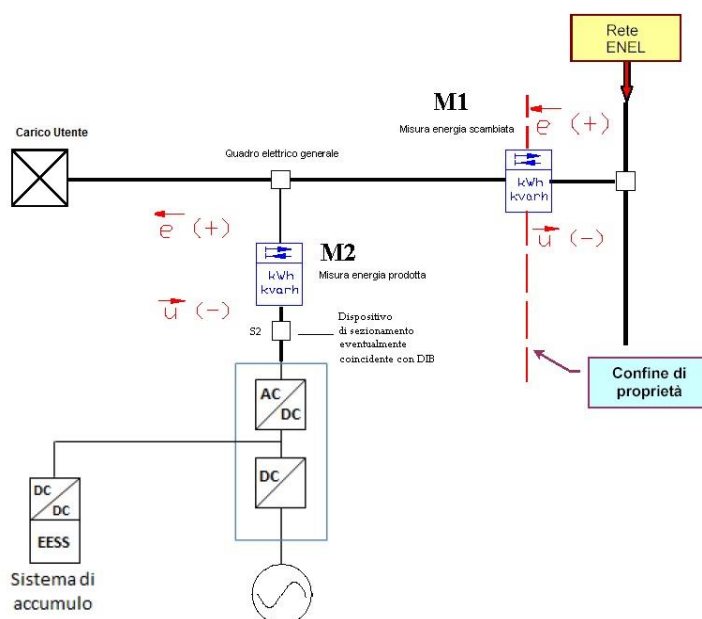 Rete
ENEL
M1
Misura energia scambiata
e (+)
Carico Utente
Quadro elettrico generale
kWh
kvarh
e (+)
u (-)
M2
Misura energia prodotta
kWh
kvarh
u (-)
S2
Dispositivo
di sezionamento
eventualmente
coincidente con DIB
Confine di
proprietà
AC
DC
DC
DC
DC
EESS
Sistema di
accumulo